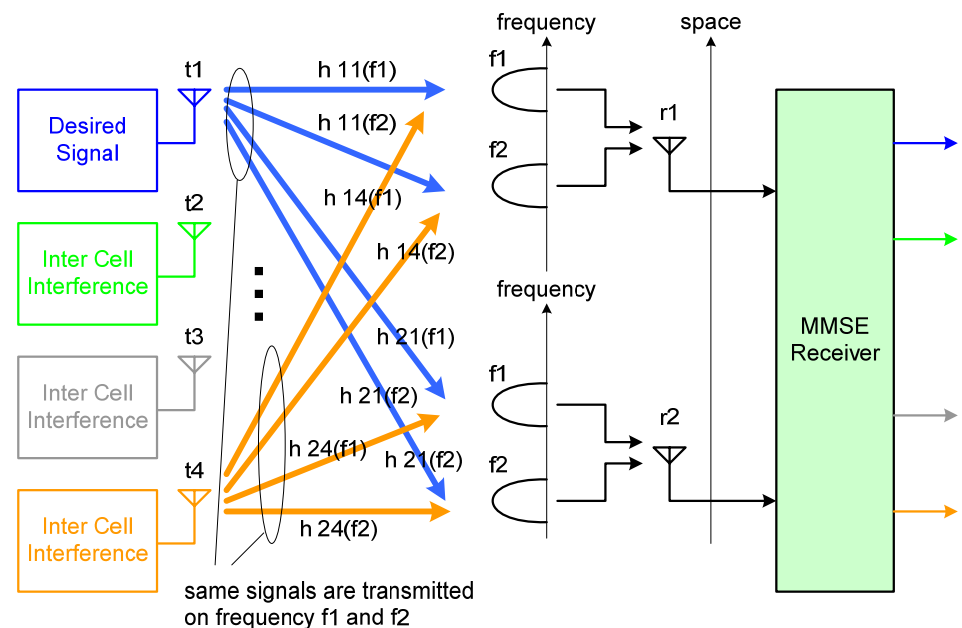 frequency
space
f1
t1
h 11(f1)
Desired
Signal
h 11(f2)
r1
f2
t2
h 14(f1)
Inter Cell
Interference
h 14(f2)
frequency
MMSE
Receiver
t3
h 21(f1)
f1
Inter Cell
Interference
h 21(f2)
r2
h 24(f1)
h 21(f2)
f2
t4
Inter Cell
Interference
h 24(f2)
same signals are transmitted
on frequency f1 and f2